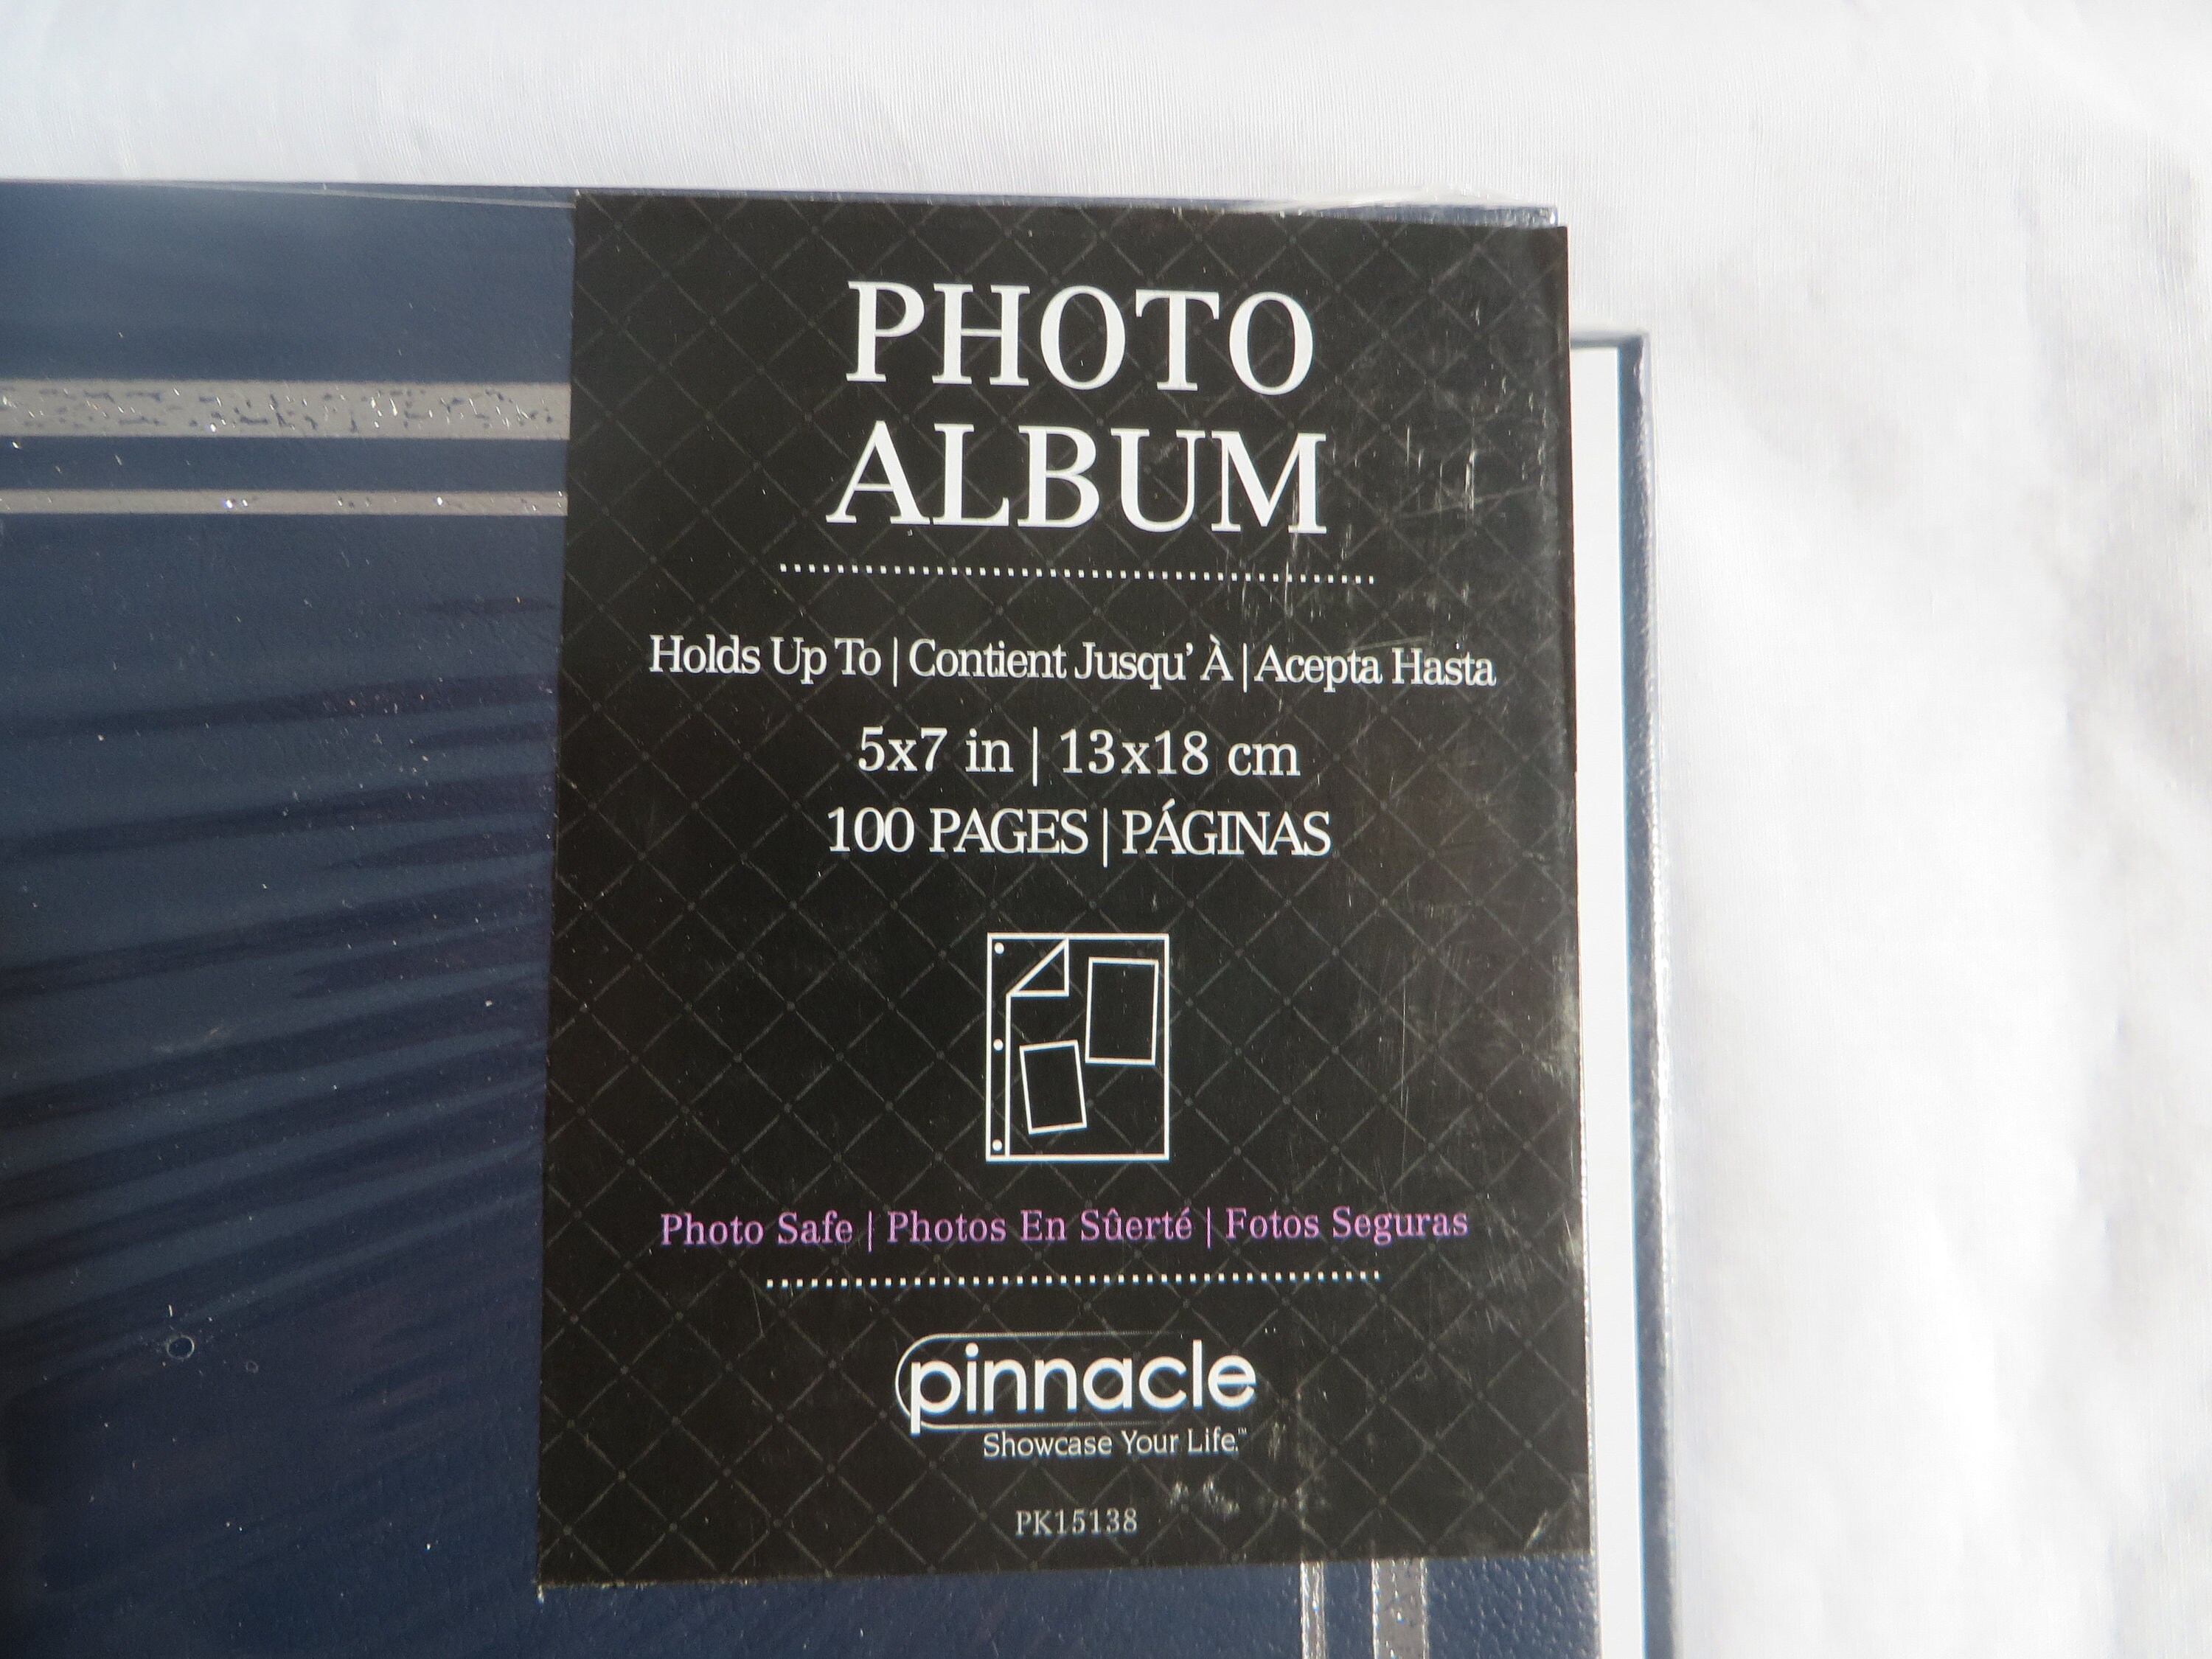 PHOTO
ALBUM
Holds Up To | Contient Jusqu' À | Acepta Hasta
5x7 in | 13x18 cm
100 PAGES | PÁGINAS
Photo Safe | Photos En Sûerté | Fotos Seguras
pinnacle
Showcase Your Life.™
PK15138